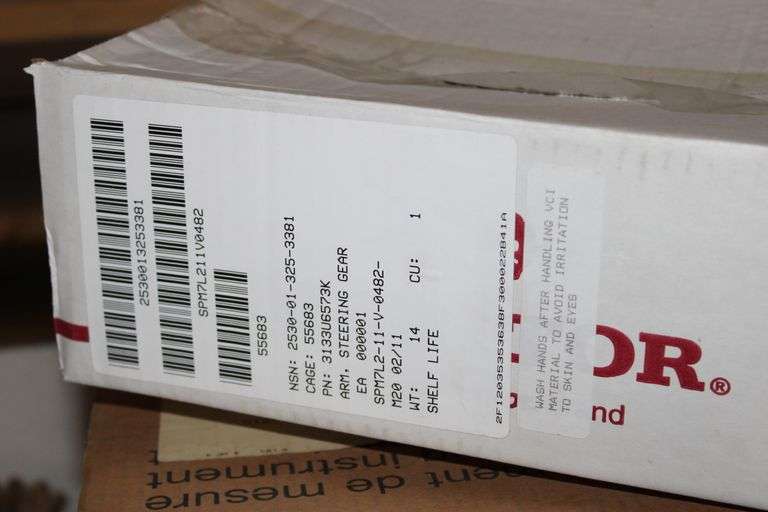 2530013253381
SPM7L211V0482
55683
NSN: 2530-01-325-3381
CAGE: 55683
PN: 3133U6573K
ARM, STEERING GEAR
EA 000001
SPM7L2-11-V-0482-
M20 02/11
WT: 14 CU: 1
SHELF LIFE
2F1203535363BF3000022B41A
WASH HANDS AFTER HANDLING VCI
MATERIAL TO AVOID IRRITATION
TO SKIN AND EYES
OR®
nd
ment de mesure
instrument